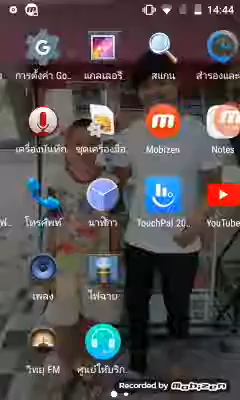 14:44
การตั้งค่า Go..
แกลเลอรี่
สแกน
สำรองและ
เครื่องบันทึก
ชุดเครื่องมือ
Mobizen
Notes
โทรศัพท์
นาฬิกา
TouchPal 20..
YouTube
เพลง
ไฟฉาย
วิทยุ FM
ศูนย์ให้บริก..
Recorded by Mobizen